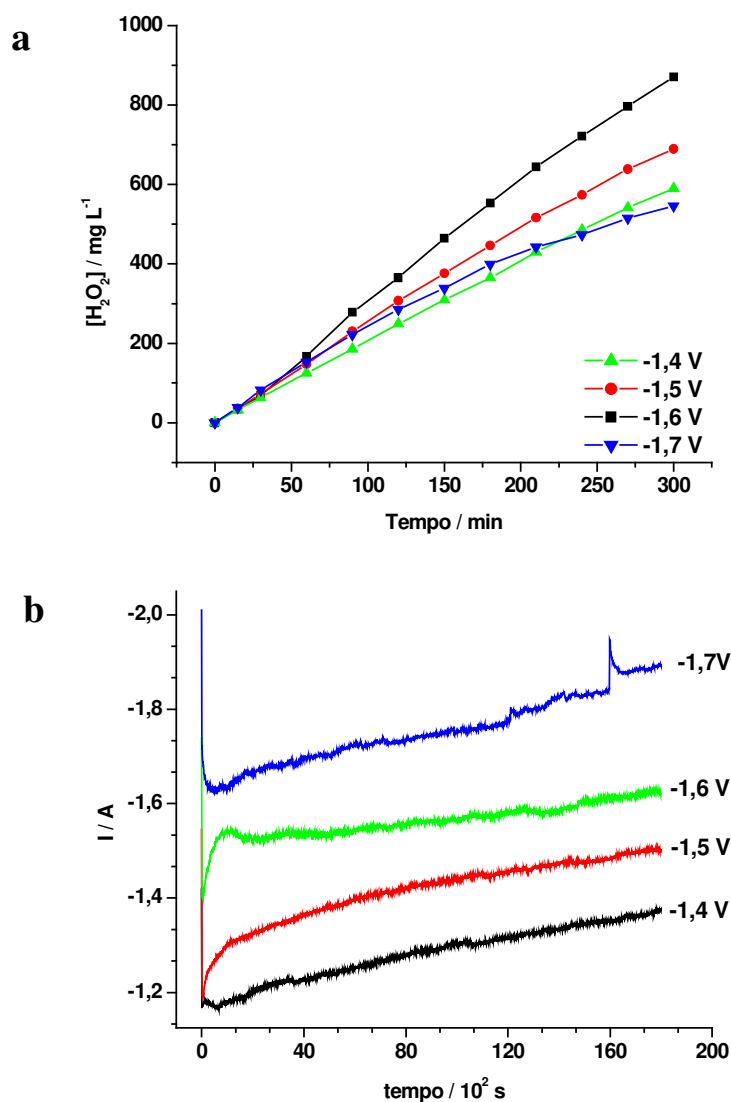 a
1000
800
600
400
200
0
[H₂O₂] / mg L⁻¹
-1,4 V
-1,5 V
-1,6 V
-1,7 V
0 50 100 150 200 250 300
Tempo / min
b
-2,0
-1,8
-1,6
-1,4
-1,2
I / A
-1,7V
-1,6 V
-1,5 V
-1,4 V
0 40 80 120 160 200
tempo / 10² s